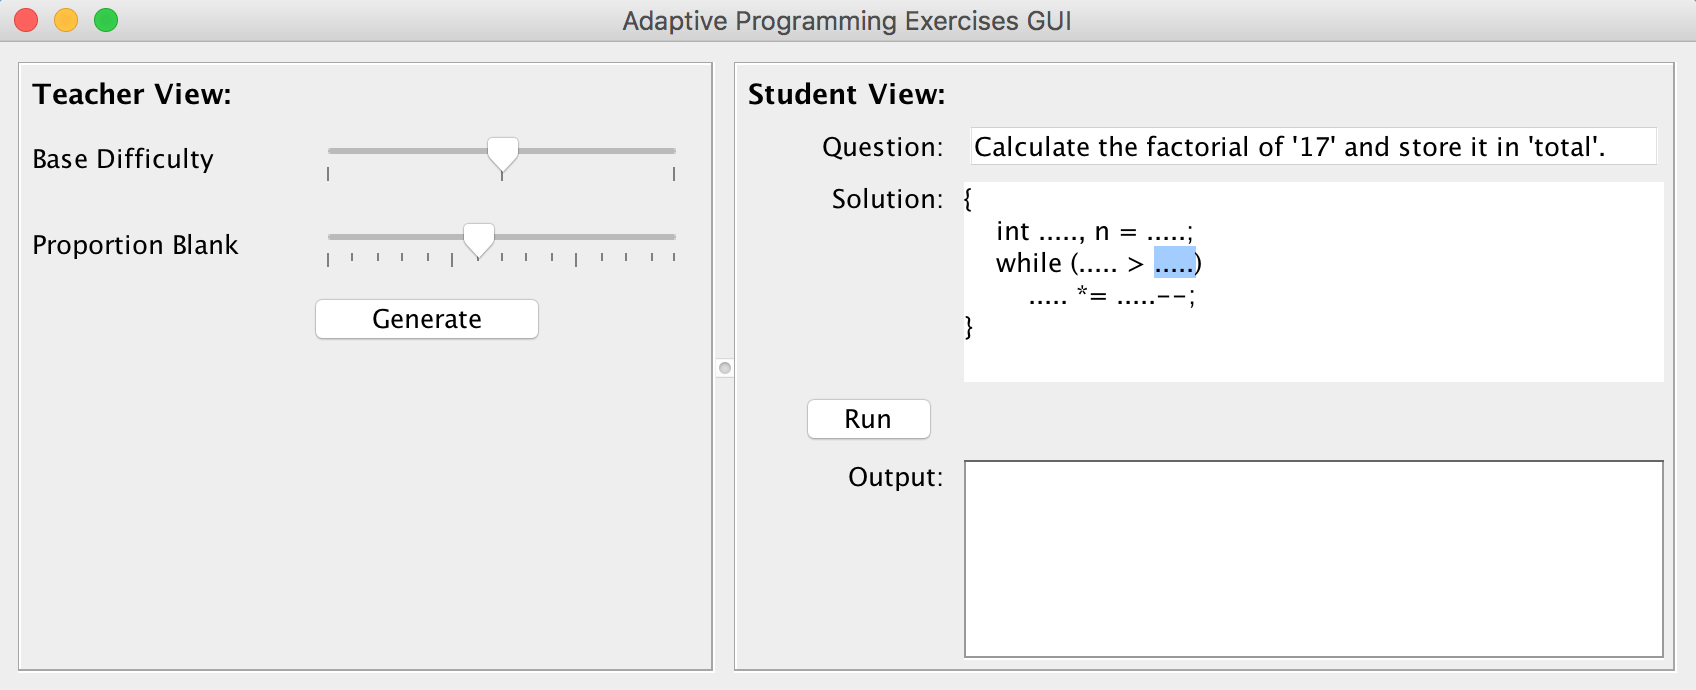 Adaptive Programming Exercises GUI
Teacher View:
Base Difficulty
Proportion Blank
Generate
Student View:
Question: Calculate the factorial of '17' and store it in 'total'.
Solution: {
int ....., n = .....;
while (..... > .....)
..... *= .....--;
}
Run
Output: